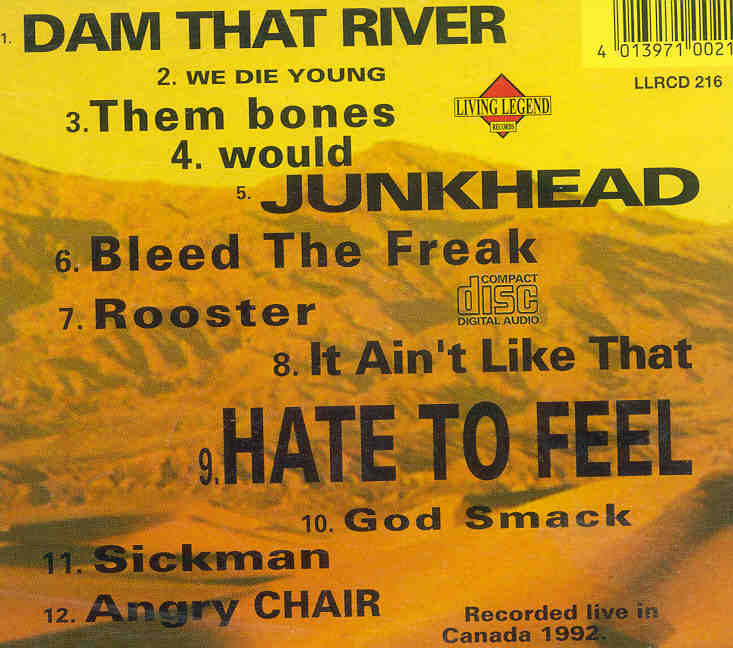 1. DAM THAT RIVER
4 013971 0021
2. WE DIE YOUNG
LLRCD 216
3. Them bones
LIVING LEGEND
RECORDS
4. would
5. JUNKHEAD
6. Bleed The Freak
COMPACT
disc
DIGITAL AUDIO
7. Rooster
8. It Ain't Like That
9. HATE TO FEEL
10. God Smack
11. Sickman
12. Angry CHAIR
Recorded live in
Canada 1992.